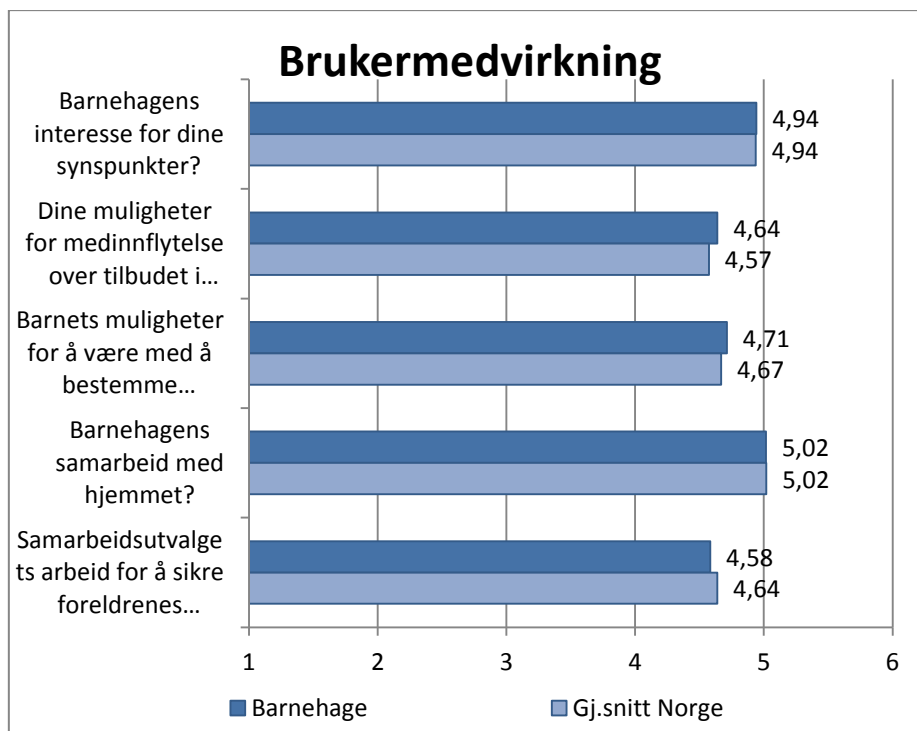 Brukermedvirkning
Barnehagens
interesse for dine
synspunkter?
4,94
4,94
Dine muligheter
for medinnflytelse
over tilbudet i…
4,64
4,57
Barnets muligheter
for å være med å
bestemme…
4,71
4,67
Barnehagens
samarbeid med
hjemmet?
5,02
5,02
Samarbeidsutvalge
ts arbeid for å sikre
foreldrenes…
4,58
4,64
1 2 3 4 5 6
Barnehage Gj.snitt Norge